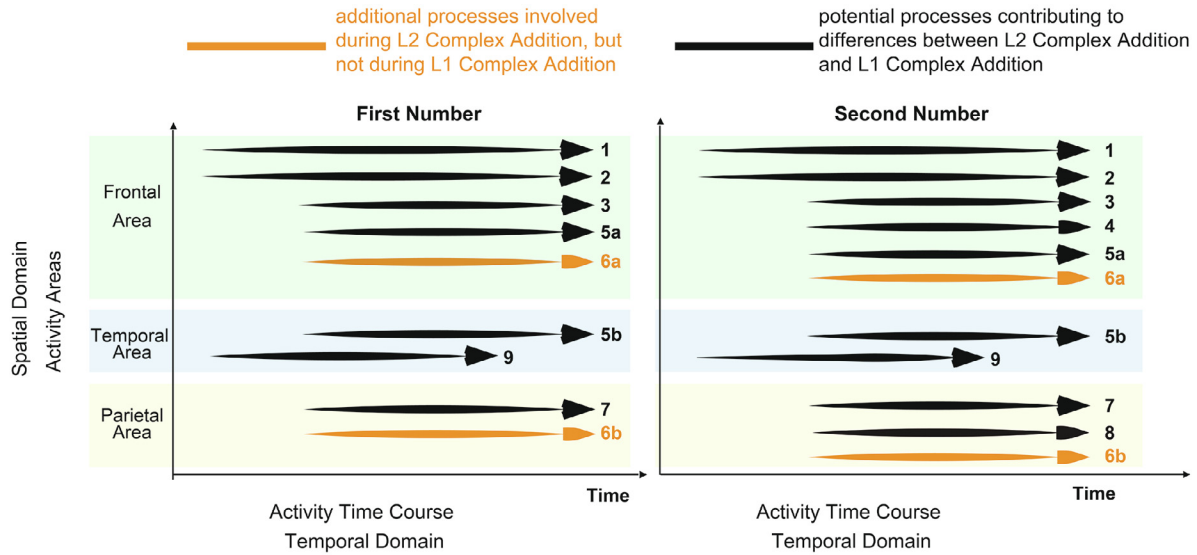 additional processes involved
during L2 Complex Addition, but
not during L1 Complex Addition
potential processes contributing to
differences between L2 Complex Addition
and L1 Complex Addition
First Number
Second Number
Spatial Domain
Activity Areas
Frontal
Area
1
2
3
5a
6a
1
2
3
4
5a
6a
Temporal
Area
5b
9
5b
9
Parietal
Area
7
6b
7
8
6b
Time
Time
Activity Time Course
Temporal Domain
Activity Time Course
Temporal Domain